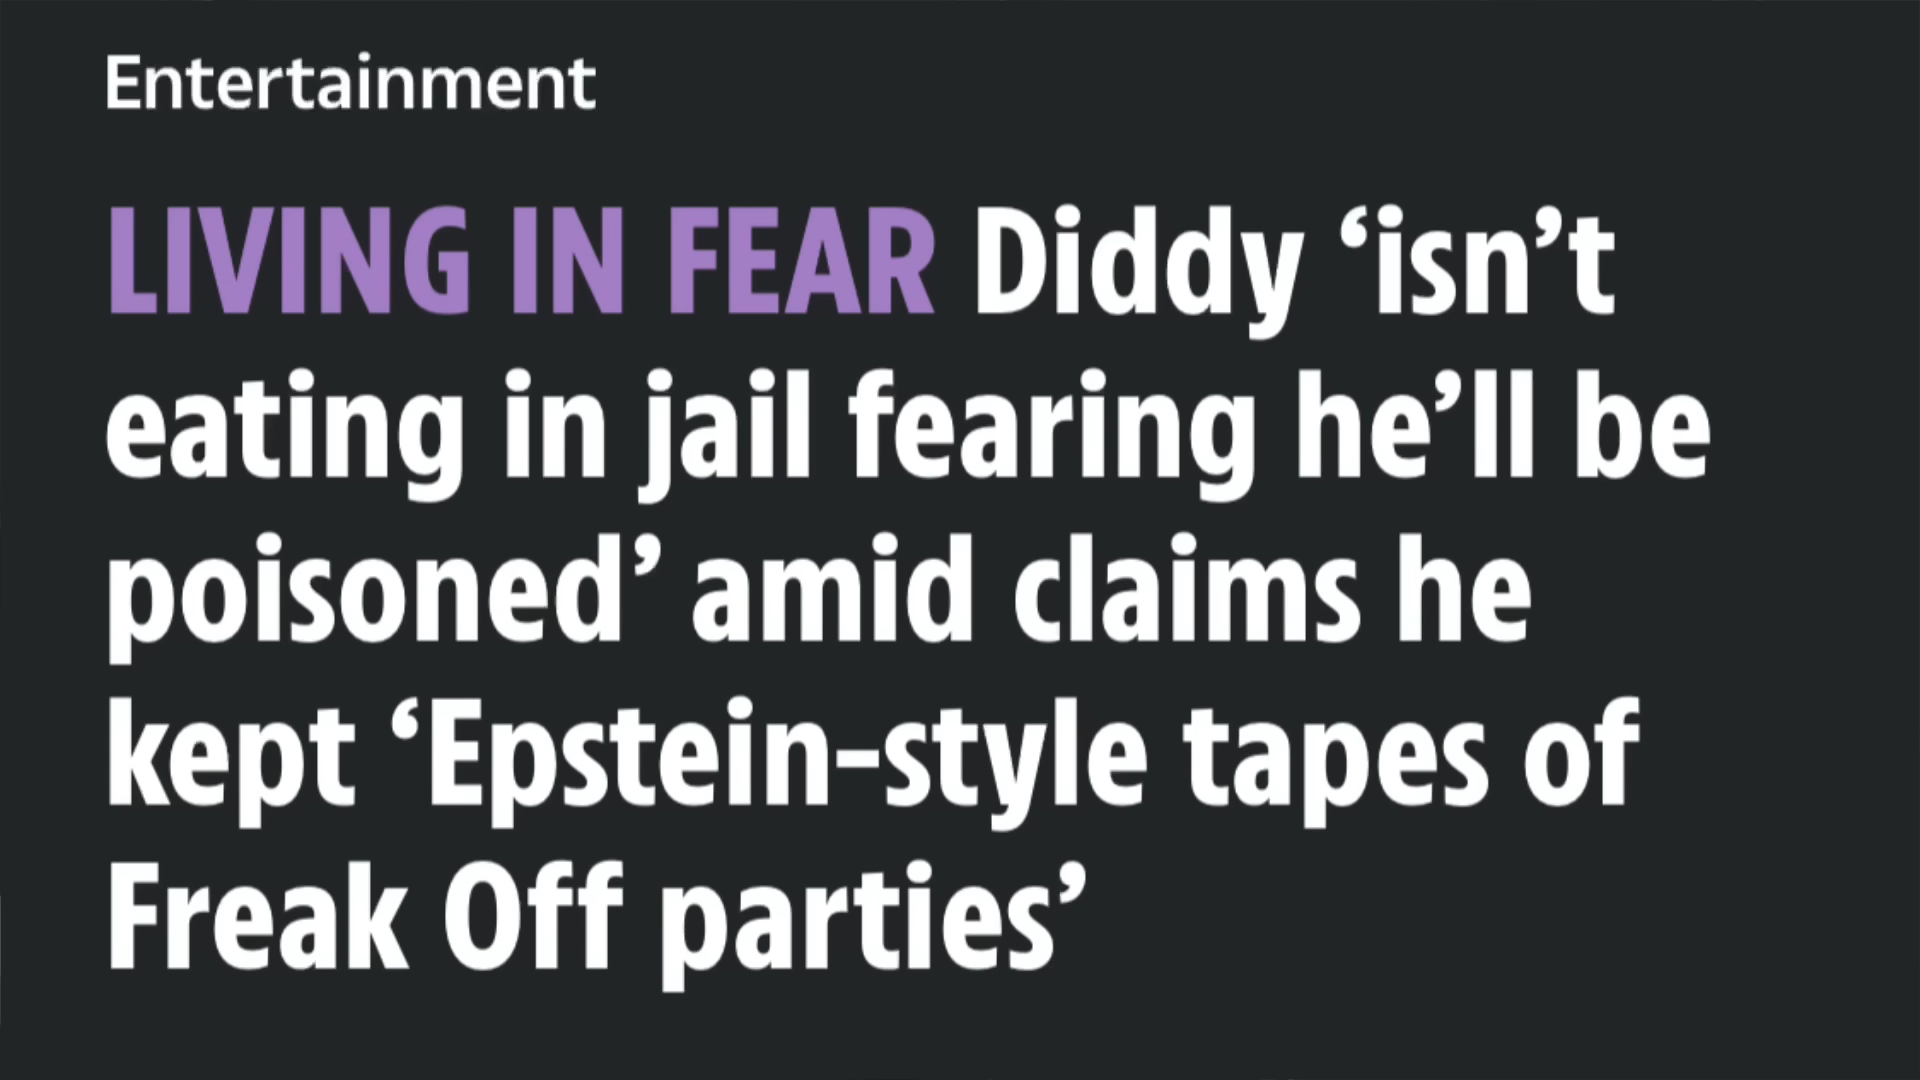 Entertainment
LIVING IN FEAR Diddy ‘isn’t
eating in jail fearing he’ll be
poisoned’ amid claims he
kept ‘Epstein-style tapes of
Freak Off parties’